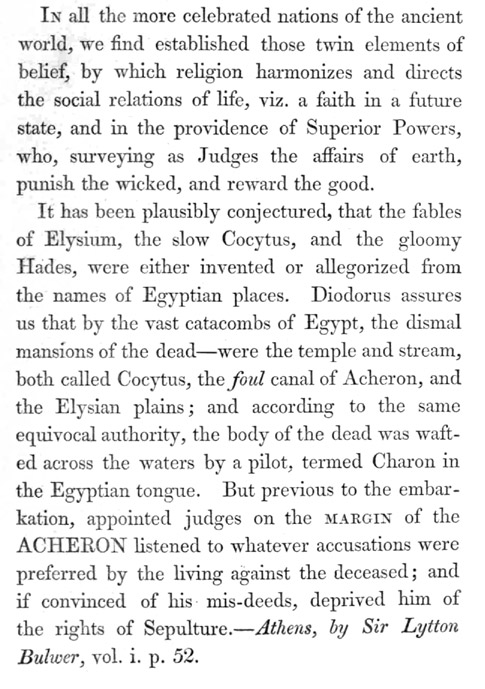 IN all the more celebrated nations of the ancient
world, we find established those twin elements of
belief, by which religion harmonizes and directs
the social relations of life, viz. a faith in a future
state, and in the providence of Superior Powers,
who, surveying as Judges the affairs of earth,
punish the wicked, and reward the good.
It has been plausibly conjectured, that the fables
of Elysium, the slow Cocytus, and the gloomy
Hades, were either invented or allegorized from
the names of Egyptian places. Diodorus assures
us that by the vast catacombs of Egypt, the dismal
mansions of the dead—were the temple and stream,
both called Cocytus, the foul canal of Acheron, and
the Elysian plains; and according to the same
equivocal authority, the body of the dead was waft-
ed across the waters by a pilot, termed Charon in
the Egyptian tongue. But previous to the embar-
kation, appointed judges on the MARGIN of the
ACHERON listened to whatever accusations were
preferred by the living against the deceased; and
if convinced of his mis-deeds, deprived him of
the rights of Sepulture.—Athens, by Sir Lytton
Bulwer, vol. i. p. 52.